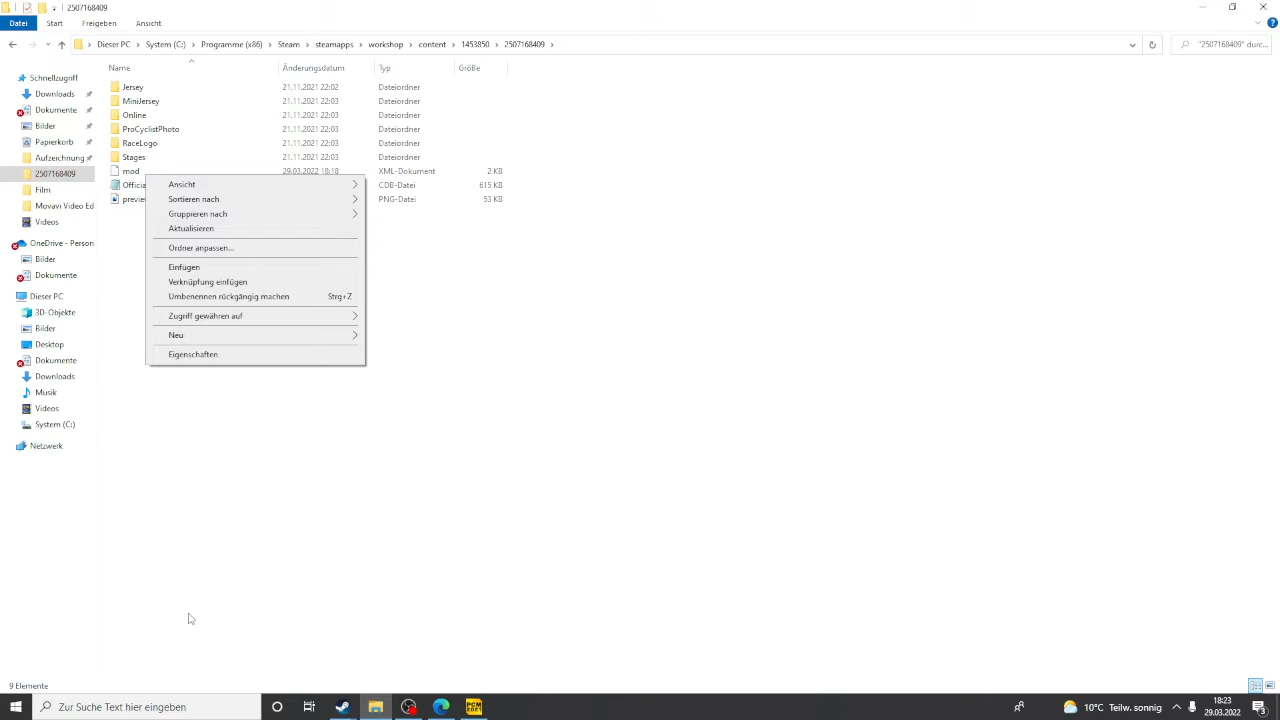 2507168409
Datei Start Freigeben Ansicht
Dieser PC System (C:) Programme (x86) Steam steamapps workshop content 1453850 2507168409
"2507168409" durc...
Name Änderungsdatum Typ Größe
Schnellzugriff
Downloads
Dokumente
Bilder
Papierkorb
Aufzeichnung
2507168409
Film
Movavi Video Ed
Videos
OneDrive - Person
Bilder
Dokumente
Dieser PC
3D-Objekte
Bilder
Desktop
Dokumente
Downloads
Musik
Videos
System (C:)
Netzwerk
Jersey 21.11.2021 22:02 Dateiordner
MiniJersey 21.11.2021 22:03 Dateiordner
Online 21.11.2021 22:03 Dateiordner
ProCyclistPhoto 21.11.2021 22:03 Dateiordner
RaceLogo 21.11.2021 22:03 Dateiordner
Stages 21.11.2021 22:03 Dateiordner
mod 29.03.2022 18:18 XML-Dokument 2 KB
Officia CDB-Datei 615 KB
preview PNG-Datei 53 KB
Ansicht
Sortieren nach
Gruppieren nach
Aktualisieren
Ordner anpassen...
Einfügen
Verknüpfung einfügen
Umbenennen rückgängig machen Strg+Z
Zugriff gewähren auf
Neu
Eigenschaften
9 Elemente
Zur Suche Text hier eingeben
PCM
2021
10°C Teilw. sonnig
18:23
29.03.2022
3